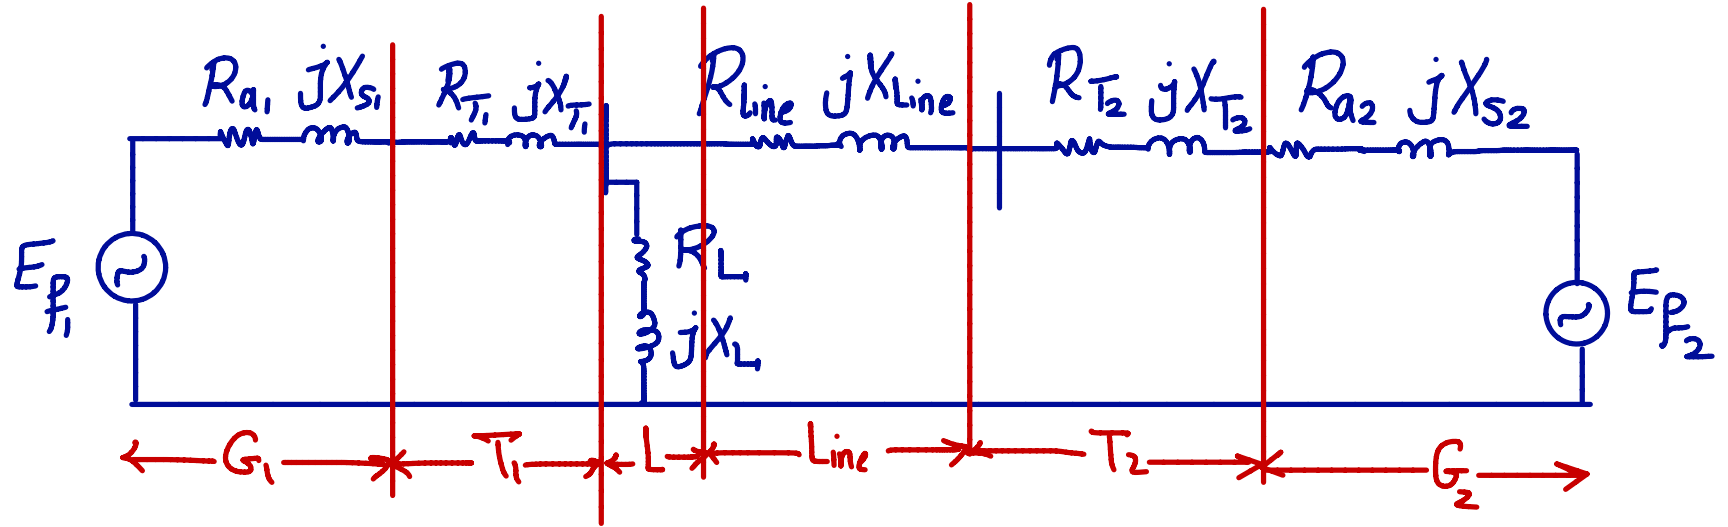 Ra1 jXs1 RT1 jXT1 RLine jXLine RT2 jXT2 Ra2 jXs2
Ef1 RL Ef2
jXL
G1 T1 L Line T2 G2